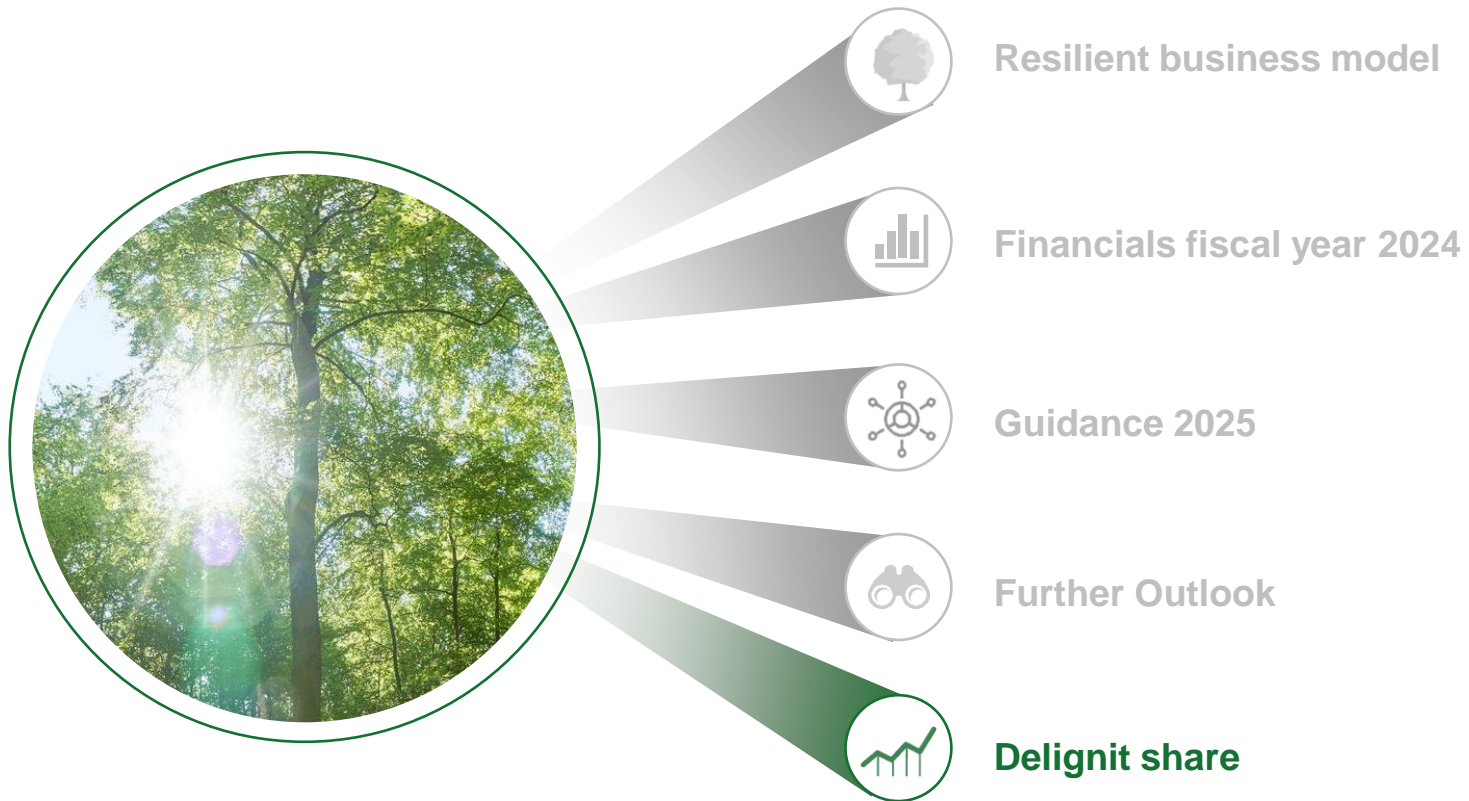 Resilient business model
Financials fiscal year 2024
Guidance 2025
Further Outlook
Delignit share